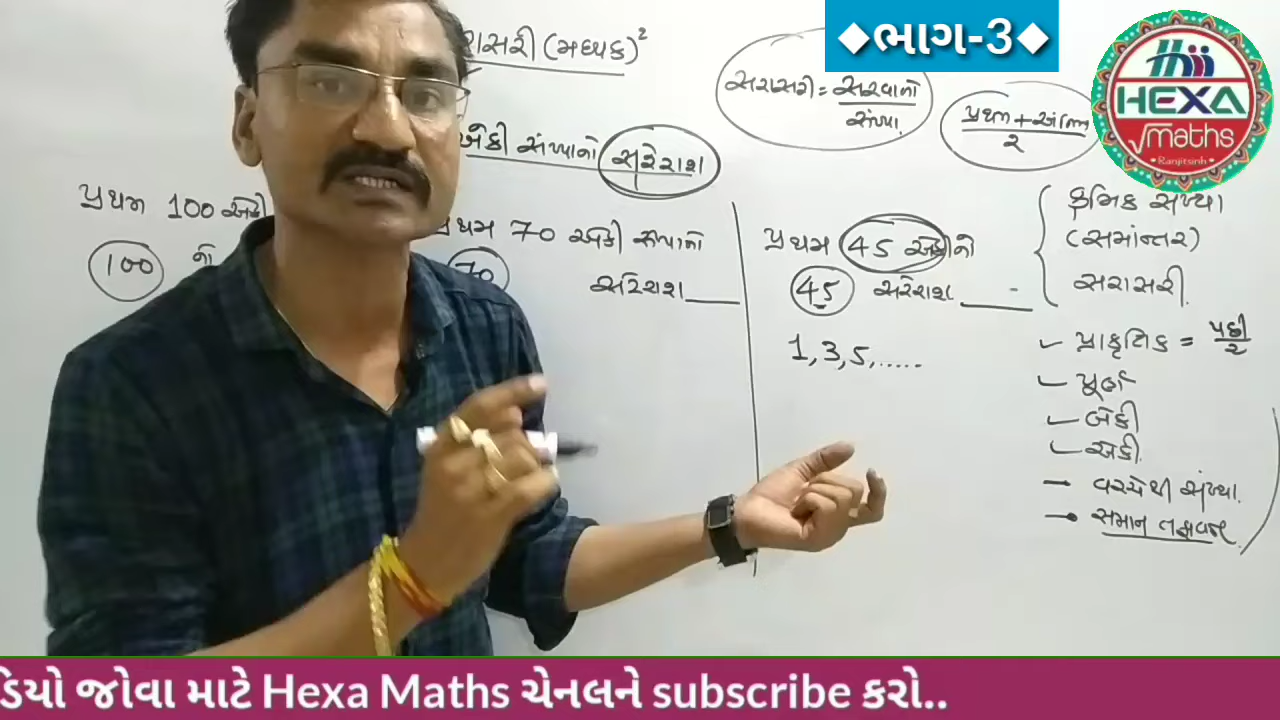 ◆ભાગ-3◆
HEXA
maths
Ranjitsinh
સરાસરી (મધ્યક)²
સરાસરી = સરવાળો
સંખ્યા
પ્રથમ + અંતિમ
2
એકી સંખ્યાનો સરેરાશ
પ્રથમ 100 એકી
100 નો
પ્રથમ 70 એકી સંખ્યાનો
70 સરેરાશ
પ્રથમ 45 એકીનો
45 સરેરાશ
1, 3, 5, .....
ક્રમિક સંખ્યા
(સમાંતર)
સરાસરી.
પ્રાકૃતિક =
2
પૂર્ણ
બેકી
એકી
વચ્ચેથી સંખ્યા.
સમાન તફાવત
ડિયો જોવા માટે Hexa Maths ચેનલને subscribe કરો..